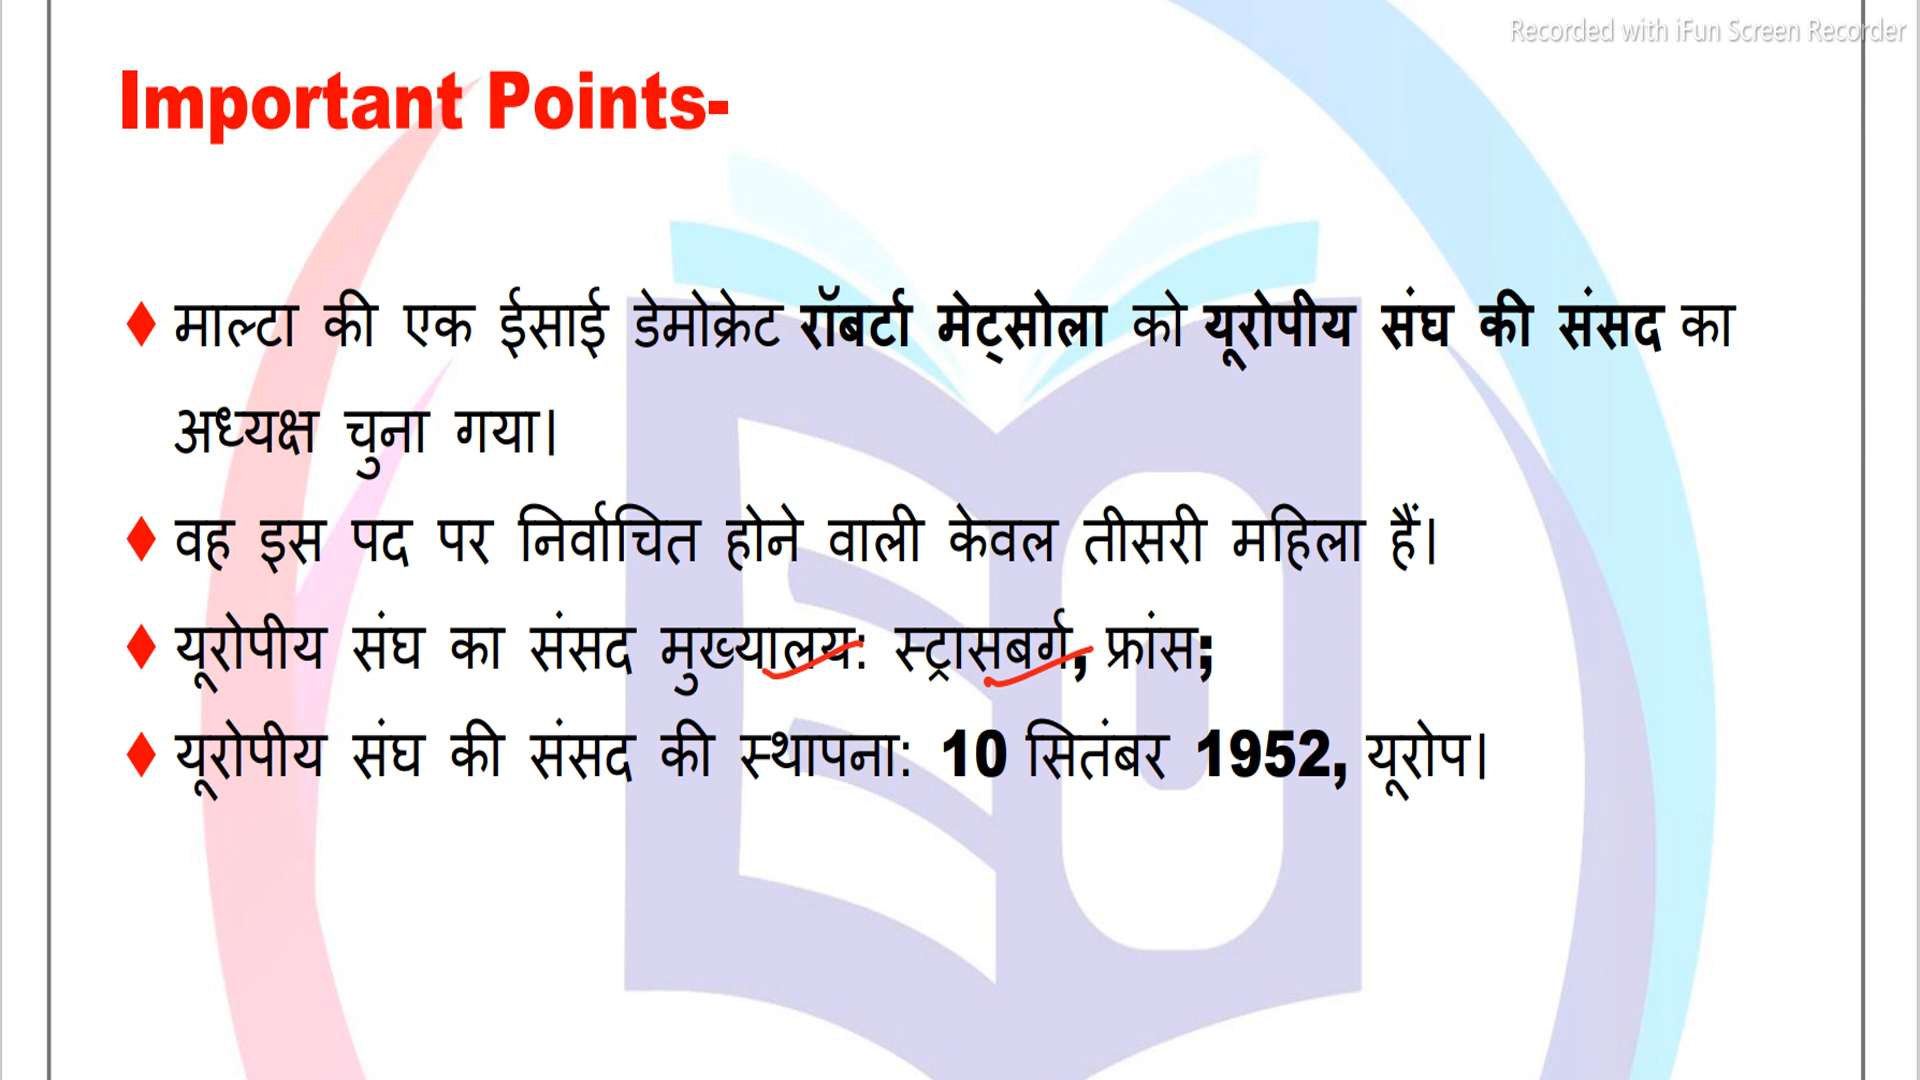 Recorded with iFun Screen Recorder
Important Points-
♦ माल्टा की एक ईसाई डेमोक्रेट रॉबर्टा मेट्सोला को यूरोपीय संघ की संसद का
अध्यक्ष चुना गया।
♦ वह इस पद पर निर्वाचित होने वाली केवल तीसरी महिला हैं।
♦ यूरोपीय संघ का संसद मुख्यालय: स्ट्रासबर्ग, फ्रांस;
♦ यूरोपीय संघ की संसद की स्थापना: 10 सितंबर 1952, यूरोप।